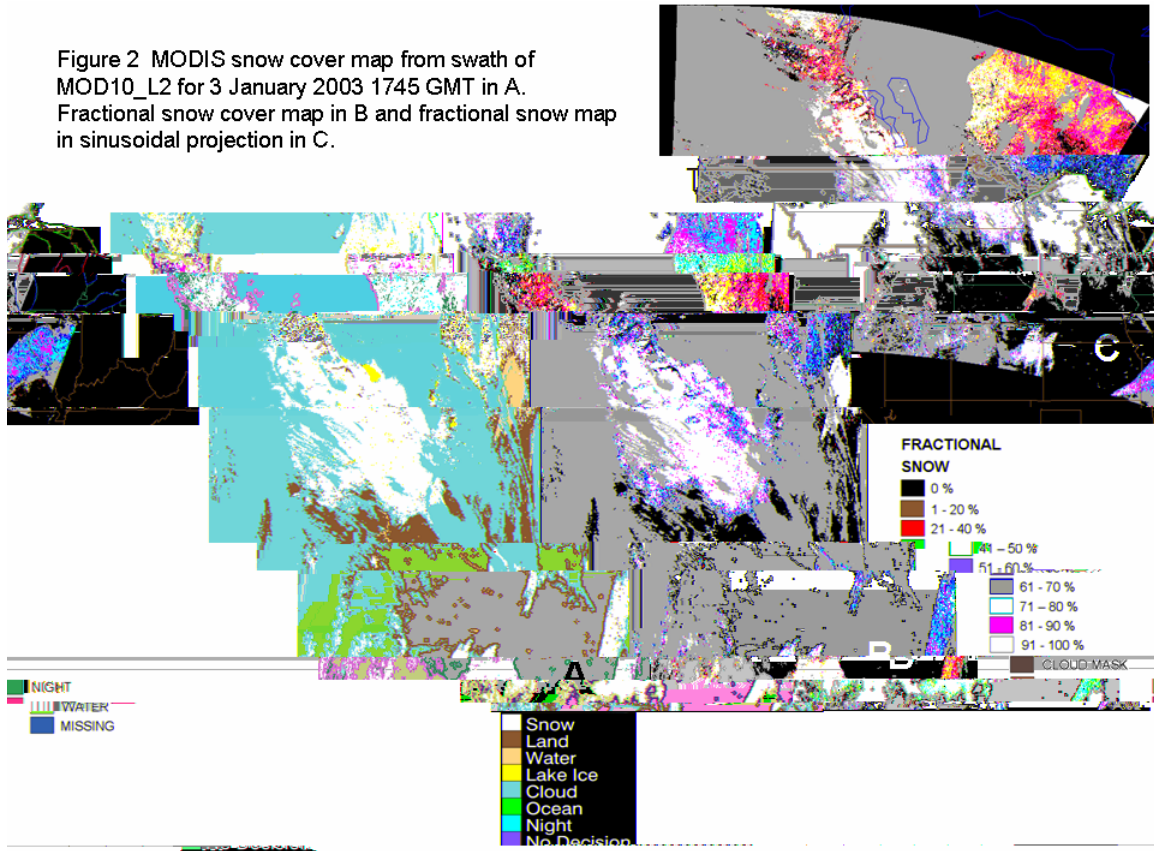 Figure 2 MODIS snow cover map from swath of
MOD10_L2 for 3 January 2003 1745 GMT in A.
Fractional snow cover map in B and fractional snow map
in sinusoidal projection in C.
C
FRACTIONAL
SNOW
0 %
1 - 20 %
21 - 40 %
41 – 50 %
51 - 60 %
61 - 70 %
71 – 80 %
81 - 90 %
91 - 100 %
A
B
CLOUD MASK
NIGHT
WATER
MISSING
Snow
Land
Water
Lake Ice
Cloud
Ocean
Night
No Decision